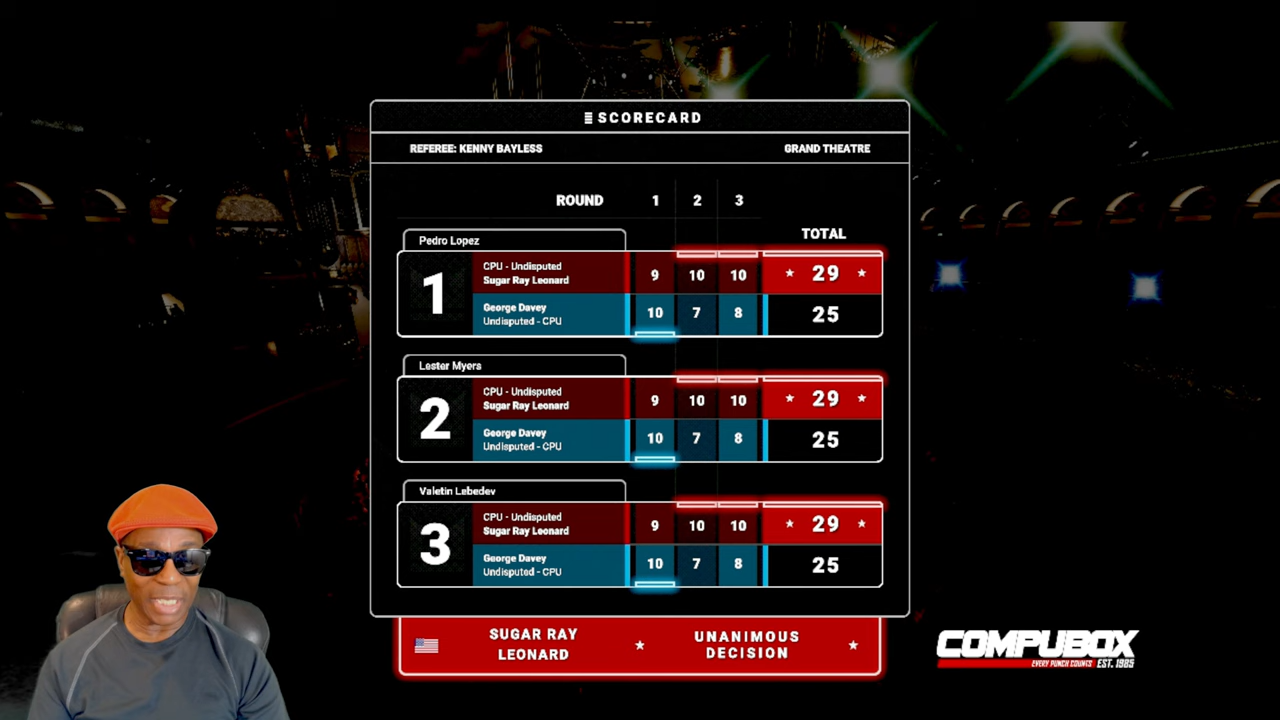 SCORECARD
REFEREE: KENNY BAYLESS GRAND THEATRE
ROUND 1 2 3
TOTAL
Pedro Lopez
1
CPU - Undisputed
Sugar Ray Leonard
9 10 10 29
George Davey
Undisputed - CPU
10 7 8 25
Lester Myers
2
CPU - Undisputed
Sugar Ray Leonard
9 10 10 29
George Davey
Undisputed - CPU
10 7 8 25
Valetin Lebedev
3
CPU - Undisputed
Sugar Ray Leonard
9 10 10 29
George Davey
Undisputed - CPU
10 7 8 25
SUGAR RAY
LEONARD
UNANIMOUS
DECISION
COMPUBOX
EVERY PUNCH COUNTS EST. 1985